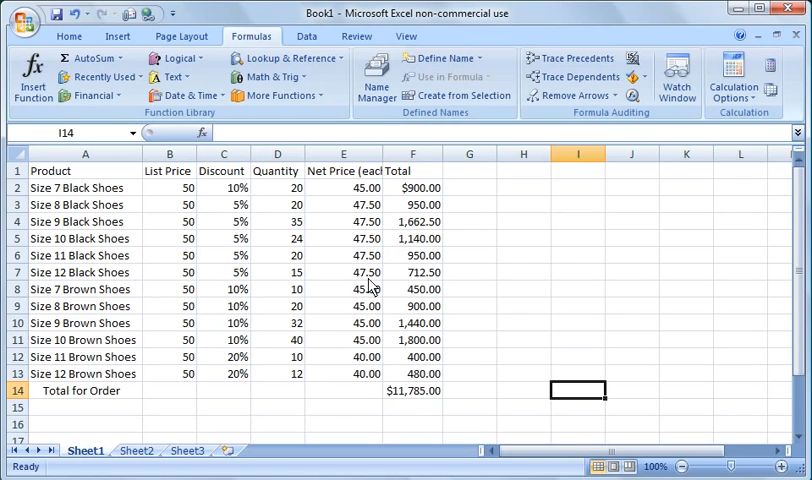 Book1 - Microsoft Excel non-commercial use
Home Insert Page Layout Formulas Data Review View
fx Insert Function
Σ AutoSum
Recently Used
Financial
Logical
Text
Date & Time
Lookup & Reference
Math & Trig
More Functions
Function Library
Name Manager
Define Name
Use in Formula
Create from Selection
Defined Names
Trace Precedents
Trace Dependents
Remove Arrows
Formula Auditing
Watch Window
Calculation Options
Calculation
I14 fx
A B C D E F G H I J K L
1 Product List Price Discount Quantity Net Price (each Total
2 Size 7 Black Shoes 50 10% 20 45.00 $900.00
3 Size 8 Black Shoes 50 5% 20 47.50 950.00
4 Size 9 Black Shoes 50 5% 35 47.50 1,662.50
5 Size 10 Black Shoes 50 5% 24 47.50 1,140.00
6 Size 11 Black Shoes 50 5% 20 47.50 950.00
7 Size 12 Black Shoes 50 5% 15 47.50 712.50
8 Size 7 Brown Shoes 50 10% 10 45.00 450.00
9 Size 8 Brown Shoes 50 10% 20 45.00 900.00
10 Size 9 Brown Shoes 50 10% 32 45.00 1,440.00
11 Size 10 Brown Shoes 50 10% 40 45.00 1,800.00
12 Size 11 Brown Shoes 50 20% 10 40.00 400.00
13 Size 12 Brown Shoes 50 20% 12 40.00 480.00
14 Total for Order $11,785.00
15
16
17
Sheet1 Sheet2 Sheet3
Ready 100%